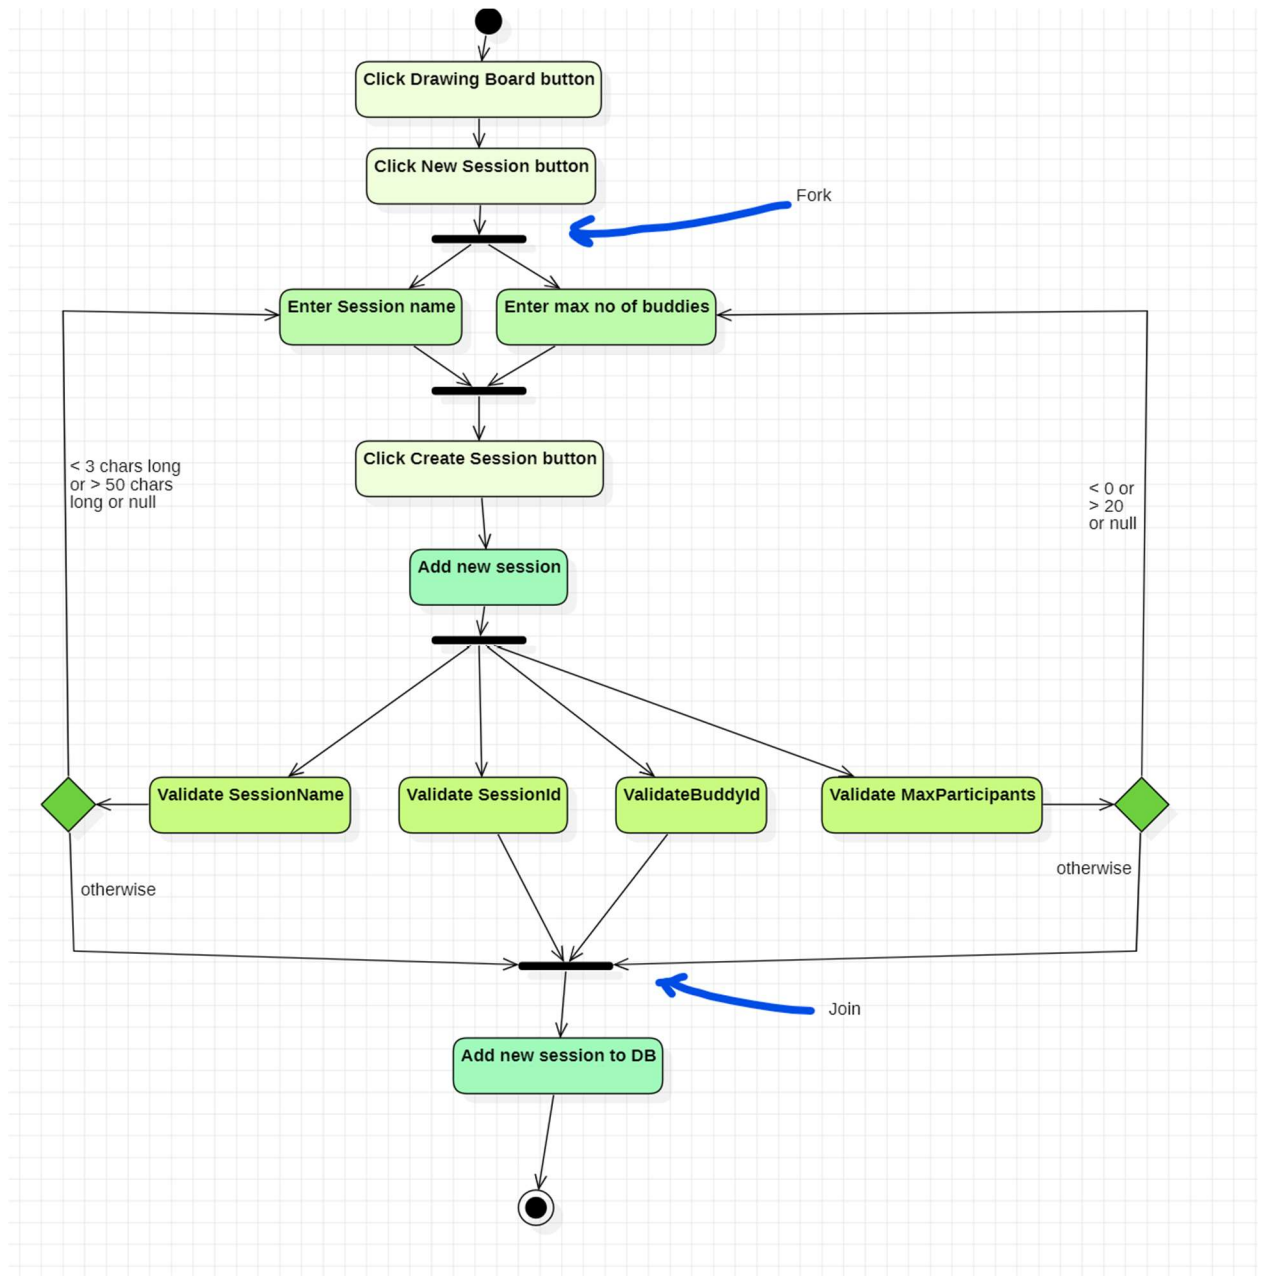 Click Drawing Board button
Click New Session button
Fork
Enter Session name
Enter max no of buddies
< 3 chars long
or > 50 chars
long or null
Click Create Session button
< 0 or
> 20
or null
Add new session
Validate SessionName
Validate SessionId
ValidateBuddyId
Validate MaxParticipants
otherwise
otherwise
Join
Add new session to DB